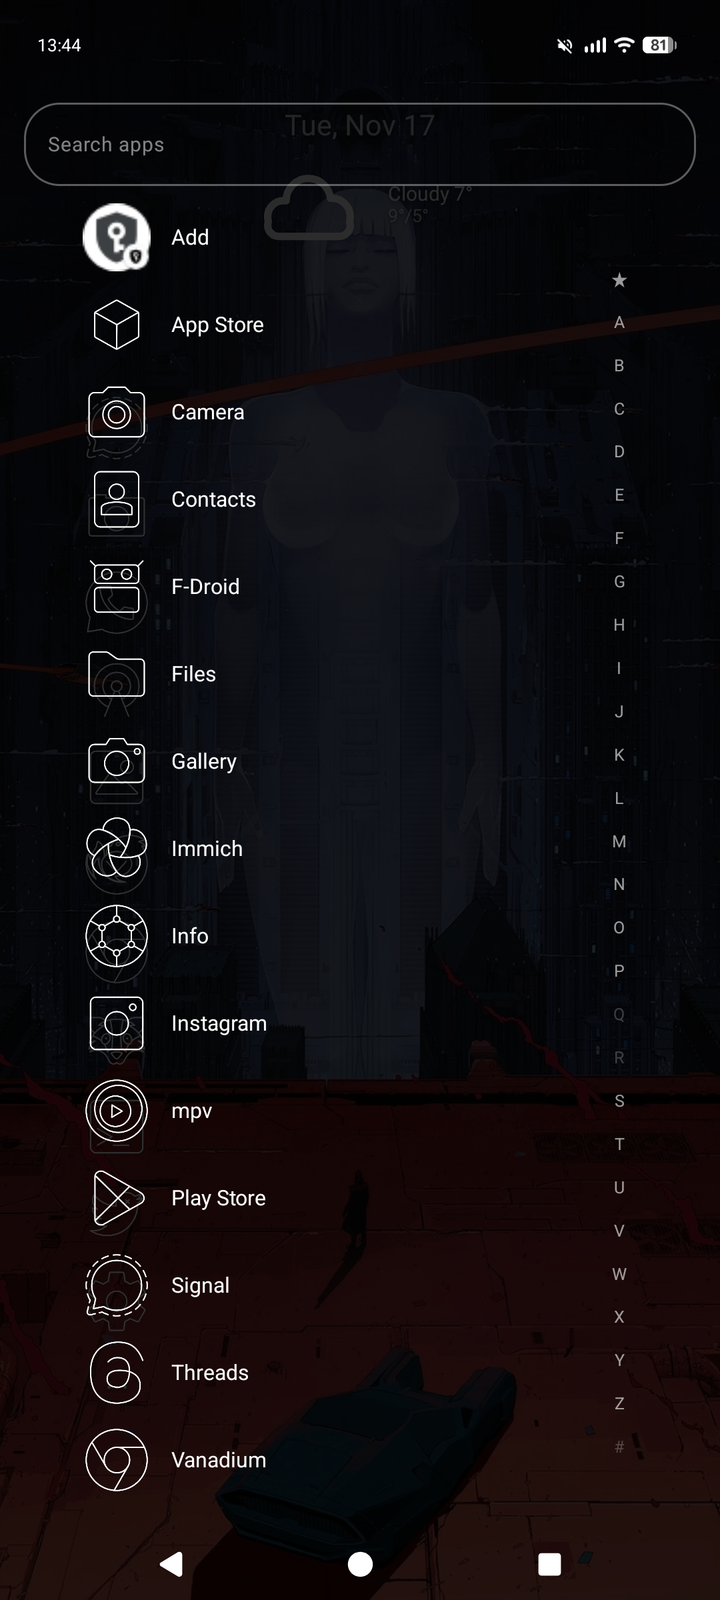 13:44
81
Tue, Nov 17
Search apps
Cloudy 7°
9°/5°
Add
App Store
Camera
Contacts
F-Droid
Files
Gallery
Immich
Info
Instagram
mpv
Play Store
Signal
Threads
Vanadium
★
A
B
C
D
E
F
G
H
I
J
K
L
M
N
O
P
Q
R
S
T
U
V
W
X
Y
Z
#